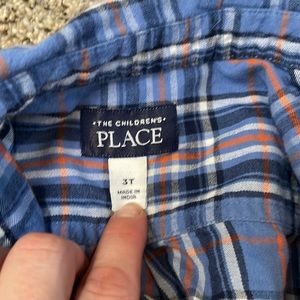 THE CHILDREN'S
PLACE
3T
MADE IN
INDIA